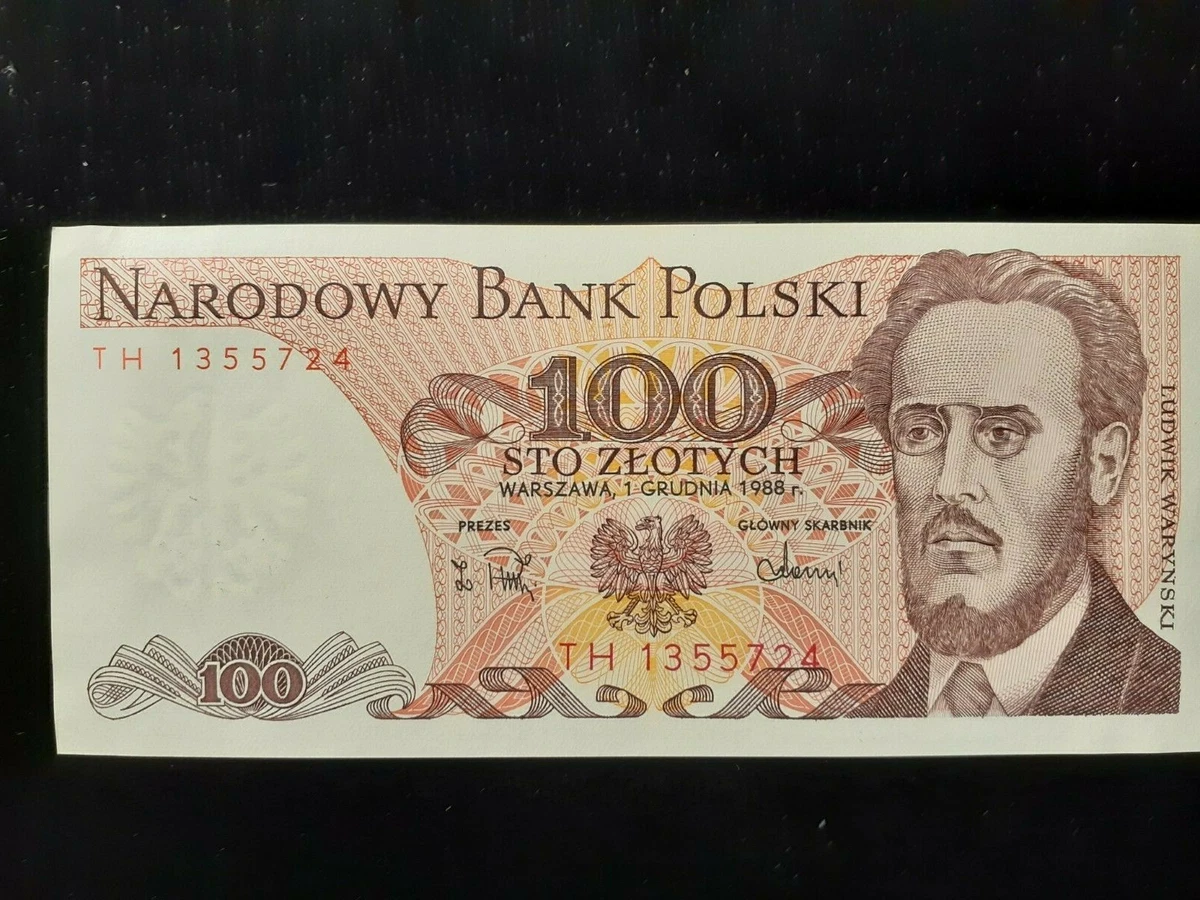 NARODOWY BANK POLSKI
TH 1355724
100
STO ZŁOTYCH
WARSZAWA, 1 GRUDNIA 1988 r.
PREZES
GŁÓWNY SKARBNIK
TH 1355724
100
LUDWIK WARYŃSKI